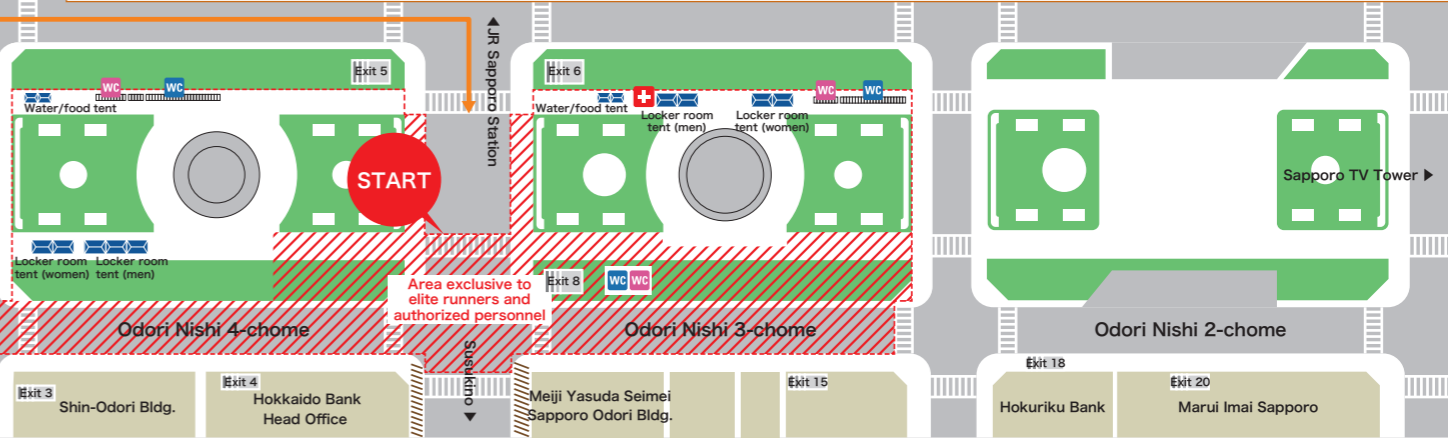 ◀JR Sapporo Station
Exit 5
WC
WC
Water/food tent
START
Locker room
tent (women)
Locker room
tent (men)
Exit 6
Water/food tent
Locker room
tent (men)
Locker room
tent (women)
WC
WC
Exit 8
WC
WC
Area exclusive to
elite runners and
authorized personnel
Sapporo TV Tower ▶
Odori Nishi 4-chome
Odori Nishi 3-chome
Odori Nishi 2-chome
Susukino ▶
Exit 3
Shin-Odori Bldg.
Exit 4
Hokkaido Bank
Head Office
Meiji Yasuda Seimei
Sapporo Odori Bldg.
Exit 15
Exit 18
Hokuriku Bank
Exit 20
Marui Imai Sapporo